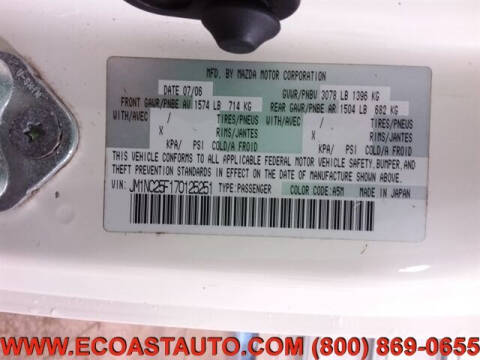 MFD. BY MAZDA MOTOR CORPORATION
DATE 07/06 GVWR/PNBV 3078 LB 1396 KG
FRONT GAWR/PNBE AV 1574 LB 714 KG REAR GAWR/PNBE AR 1504 LB 682 KG
WITH/AVEC / TIRES/PNEUS WITH/AVEC / TIRES/PNEUS
X RIMS/JANTES X RIMS/JANTES
KPA/ PSI COLD/A FROID KPA/ PSI COLD/A FROID
THIS VEHICLE CONFORMS TO ALL APPLICABLE FEDERAL MOTOR VEHICLE SAFETY, BUMPER, AND
THEFT PREVENTION STANDARDS IN EFFECT ON THE DATE OF MANUFACTURE SHOWN
ABOVE.
VIN: JM1NC25F170125251 TYPE:PASSENGER COLOR CODE:A5M MADE IN JAPAN
WWW.ECOASTAUTO.COM (800) 869-0655